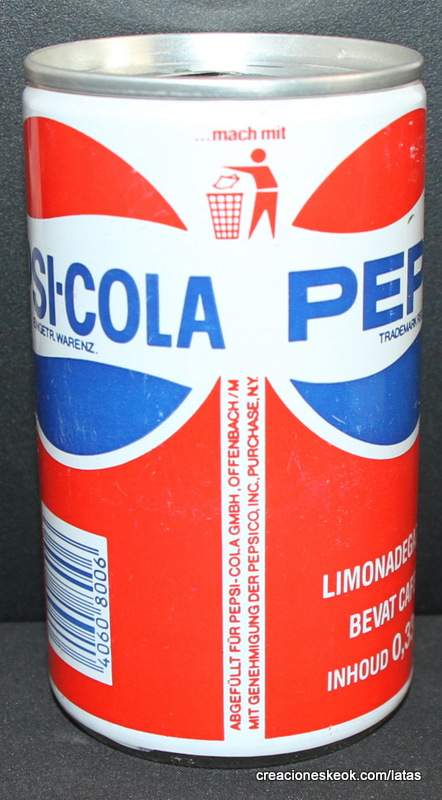 ...mach mit
SI-COLA
PEP
GETR. WARENZ.
TRADEMARK
ABGEFÜLLT FÜR PEPSI-COLA GMBH, OFFENBACH/M
MIT GENEHMIGUNG DER PEPSICO, INC, PURCHASE, N.Y.
4060 8006
LIMONADEGA
BEVAT CAF
INHOUD 0,3
creacioneskeok.com/latas